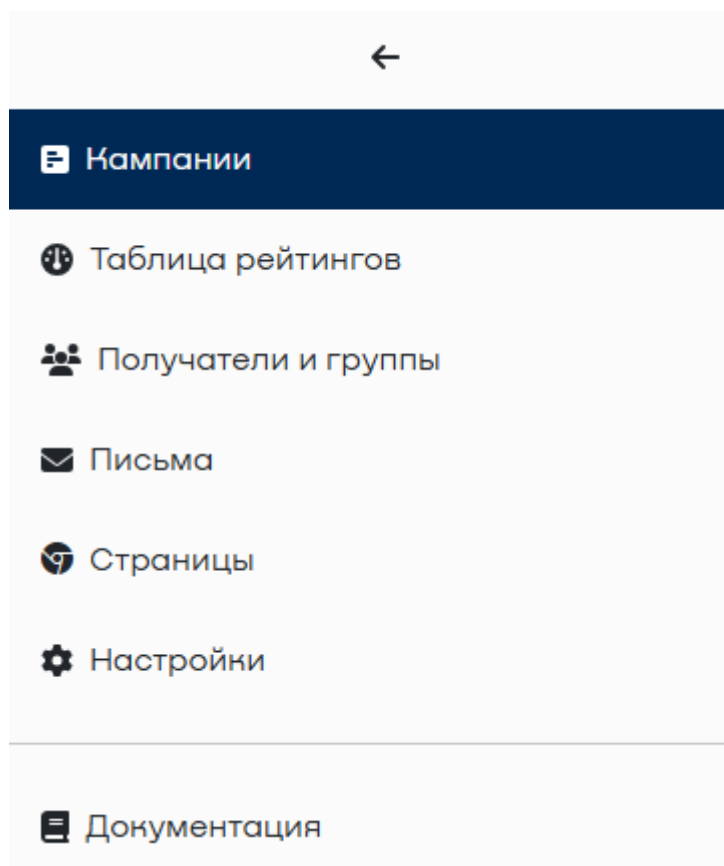 Кампании
Таблица рейтингов
Получатели и группы
Письма
Страницы
Настройки
Документация